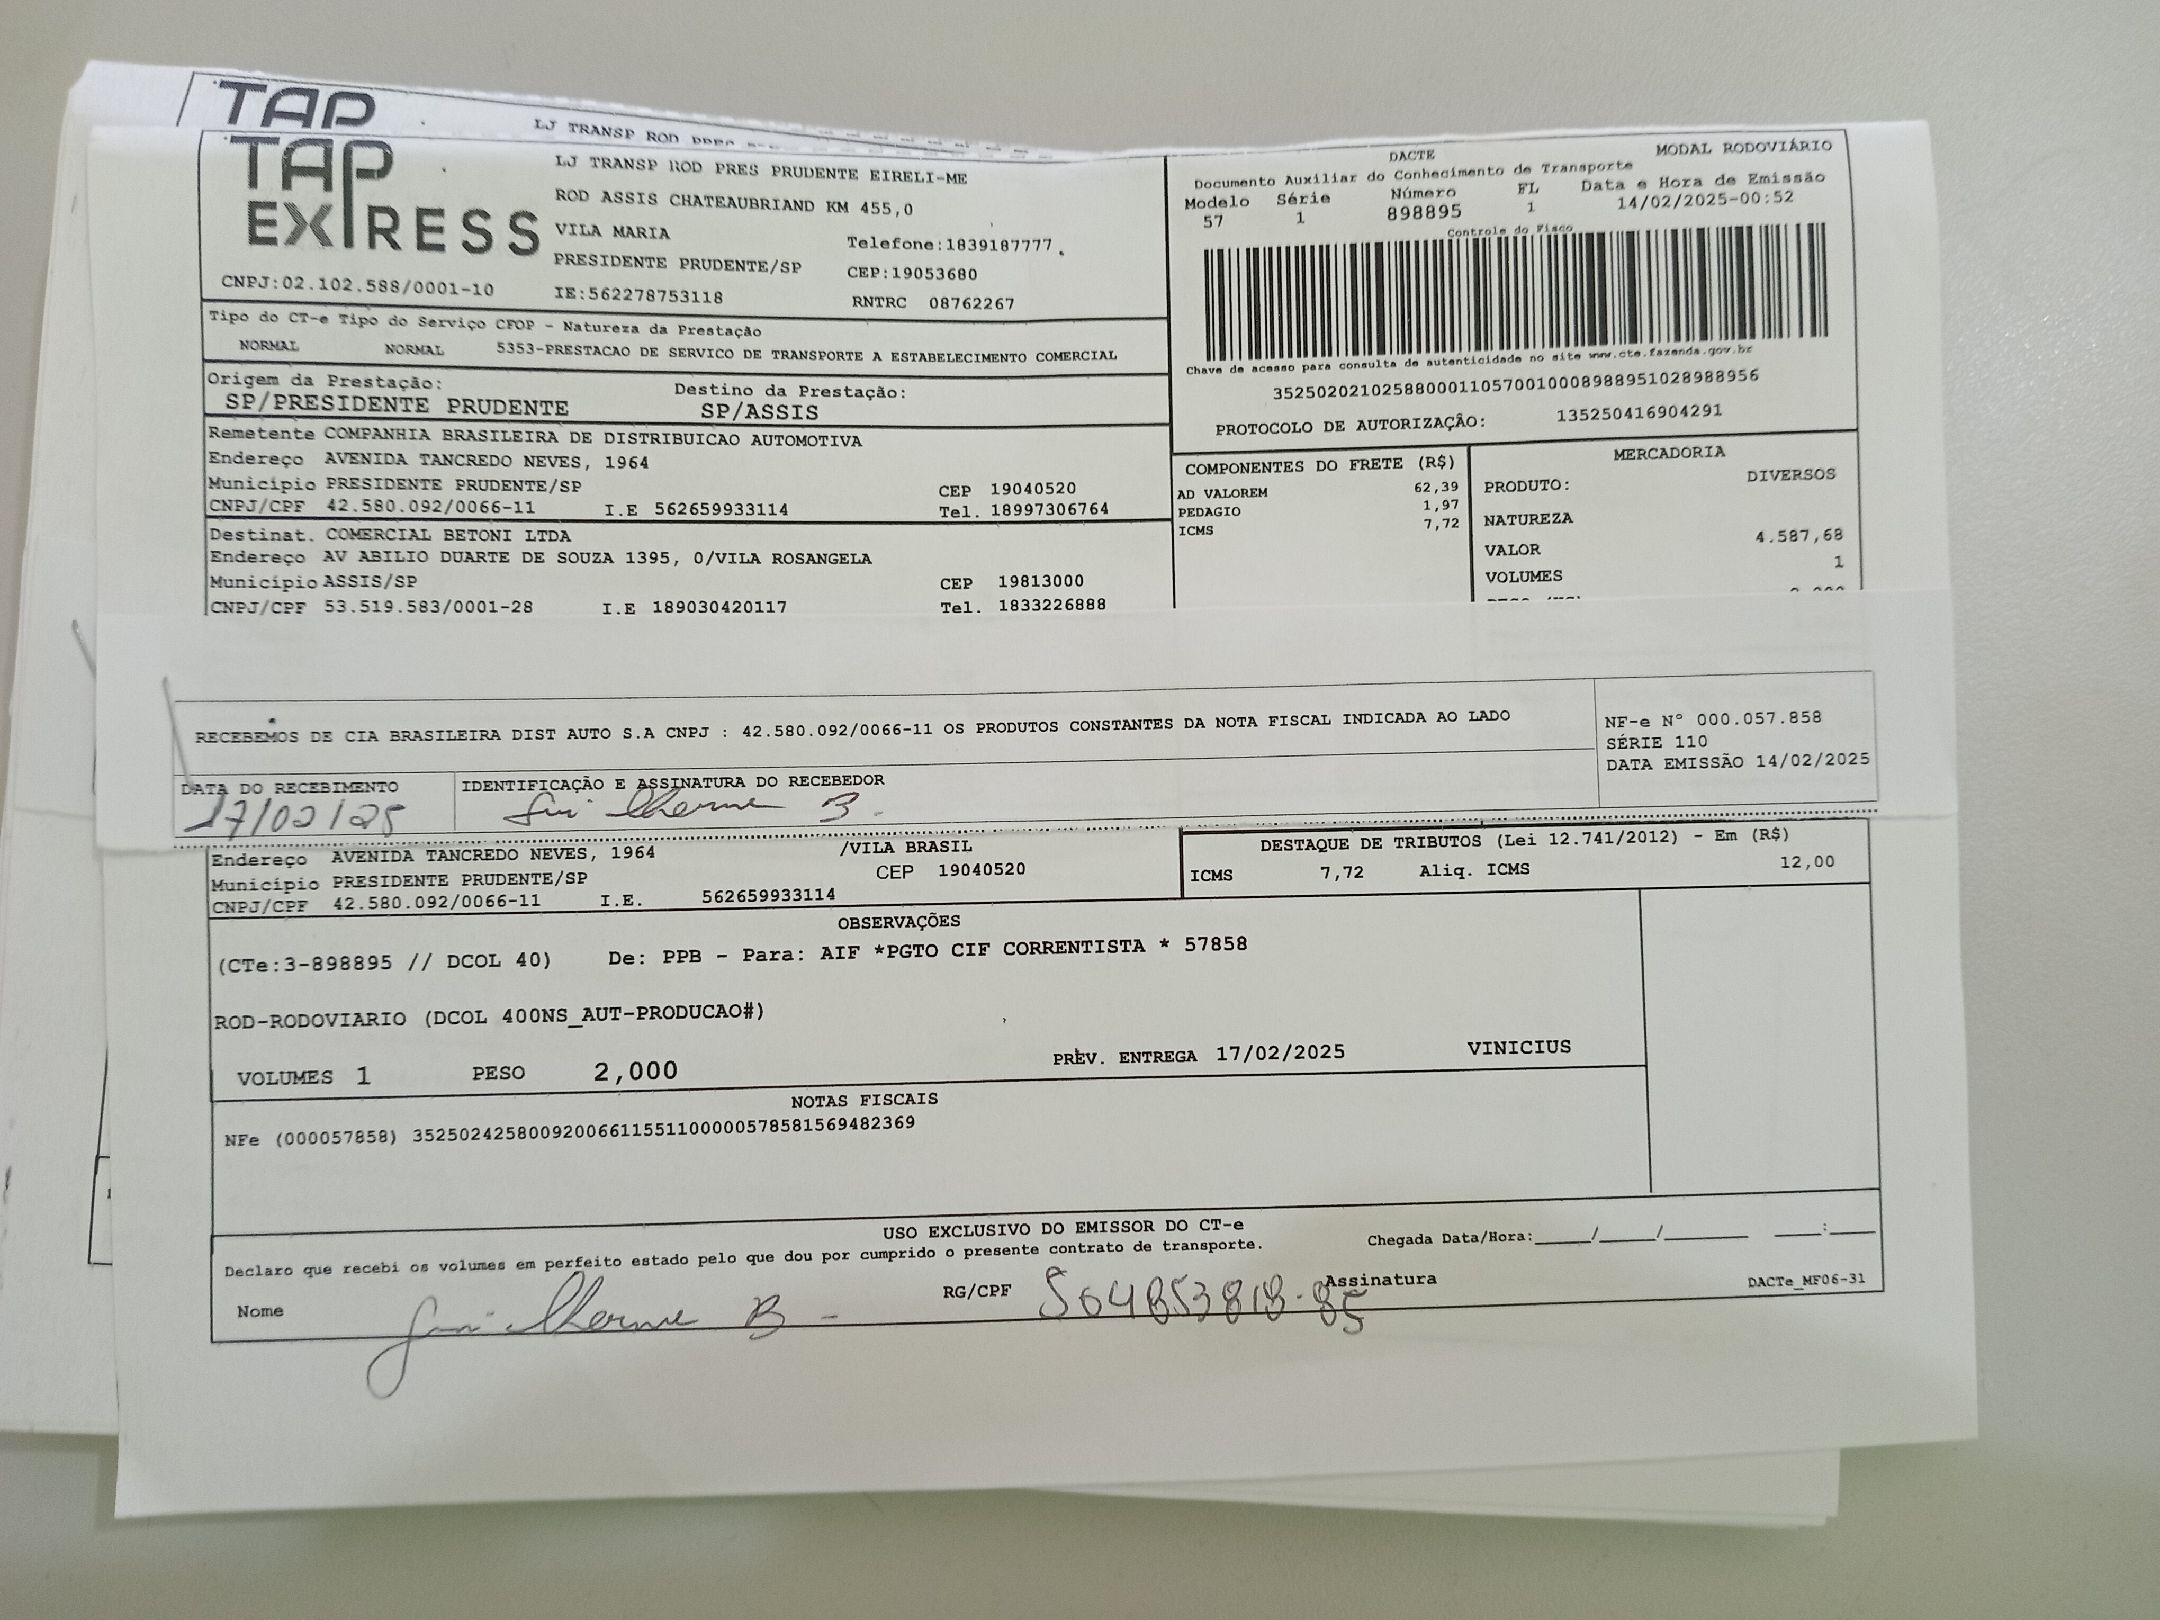 TAP
LJ TRANSP ROD
TAP
EXPRESS
LJ TRANSP ROD PRES PRUDENTE EIRELI-ME
ROD ASSIS CHATEAUBRIAND KM 455,0
VILA MARIA
Telefone:1839187777
PRESIDENTE PRUDENTE/SP
CEP:19053680
CNPJ:02.102.588/0001-10
IE:562278753118
RNTRC 08762267
DACTE
MODAL RODOVIÁRIO
Documento Auxiliar do Conhecimento de Transporte
Modelo Série Número FL Data e Hora de Emissão
57 1 898895 1 14/02/2025-00:52
Controle do Fisco
Chave de acesso para consulta de autenticidade no site www.cte.fazenda.gov.br
35250202102588000110570010008988951028988956
PROTOCOLO DE AUTORIZAÇÃO: 135250416904291
Tipo do CT-e Tipo do Serviço CFOP - Natureza da Prestação
NORMAL NORMAL 5353-PRESTACAO DE SERVICO DE TRANSPORTE A ESTABELECIMENTO COMERCIAL
Origem da Prestação: Destino da Prestação:
SP/PRESIDENTE PRUDENTE SP/ASSIS
Remetente COMPANHIA BRASILEIRA DE DISTRIBUICAO AUTOMOTIVA
Endereço AVENIDA TANCREDO NEVES, 1964
Município PRESIDENTE PRUDENTE/SP CEP 19040520
CNPJ/CPF 42.580.092/0066-11 I.E 562659933114 Tel. 18997306764
Destinat. COMERCIAL BETONI LTDA
Endereço AV ABILIO DUARTE DE SOUZA 1395, 0/VILA ROSANGELA
Município ASSIS/SP CEP 19813000
CNPJ/CPF 53.519.583/0001-28 I.E 189030420117 Tel. 1833226888
COMPONENTES DO FRETE (R$)
AD VALOREM 62,39
PEDAGIO 1,97
ICMS 7,72
MERCADORIA
PRODUTO: DIVERSOS
NATUREZA
VALOR 4.587,68
VOLUMES 1
RECEBEMOS DE CIA BRASILEIRA DIST AUTO S.A CNPJ : 42.580.092/0066-11 OS PRODUTOS CONSTANTES DA NOTA FISCAL INDICADA AO LADO
NF-e N° 000.057.858
SÉRIE 110
DATA EMISSÃO 14/02/2025
DATA DO RECEBIMENTO IDENTIFICAÇÃO E ASSINATURA DO RECEBEDOR
17/02/25 Guilherme B.
Endereço AVENIDA TANCREDO NEVES, 1964 /VILA BRASIL
Município PRESIDENTE PRUDENTE/SP CEP 19040520
CNPJ/CPF 42.580.092/0066-11 I.E. 562659933114
DESTAQUE DE TRIBUTOS (Lei 12.741/2012) - Em (R$)
ICMS 7,72 Aliq. ICMS 12,00
OBSERVAÇÕES
(CTe:3-898895 // DCOL 40) De: PPB - Para: AIF *PGTO CIF CORRENTISTA * 57858
ROD-RODOVIARIO (DCOL 400NS_AUT-PRODUCAO#)
VOLUMES 1 PESO 2,000 PREV. ENTREGA 17/02/2025 VINICIUS
NOTAS FISCAIS
NFe (000057858) 35250242580092006611551100000578581569482369
USO EXCLUSIVO DO EMISSOR DO CT-e
Declaro que recebi os volumes em perfeito estado pelo que dou por cumprido o presente contrato de transporte.
Chegada Data/Hora:_____/_____/_______ ____:____
Nome Guilherme B - RG/CPF 504853818-85 Assinatura
DACTe_MF06-31